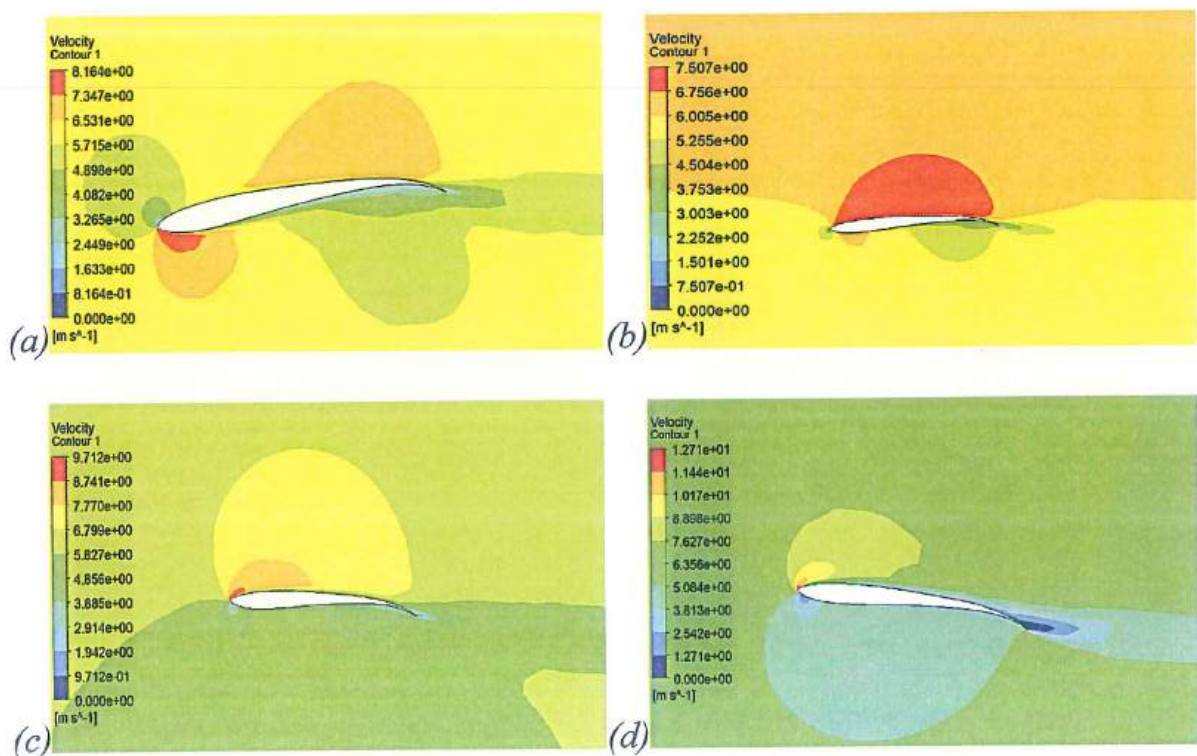 Velocity
Contour 1
8.164e+00
7.347e+00
6.531e+00
5.715e+00
4.898e+00
4.082e+00
3.265e+00
2.449e+00
1.633e+00
8.164e-01
0.000e+00
[m s^-1]
(a)
Velocity
Contour 1
7.507e+00
6.756e+00
6.005e+00
5.255e+00
4.504e+00
3.753e+00
3.003e+00
2.252e+00
1.501e+00
7.507e-01
0.000e+00
[m s^-1]
(b)
Velocity
Contour 1
9.712e+00
8.741e+00
7.770e+00
6.799e+00
5.827e+00
4.856e+00
3.885e+00
2.914e+00
1.942e+00
9.712e-01
0.000e+00
[m s^-1]
(c)
Velocity
Contour 1
1.271e+01
1.144e+01
1.017e+01
8.898e+00
7.627e+00
6.356e+00
5.084e+00
3.813e+00
2.542e+00
1.271e+00
0.000e+00
[m s^-1]
(d)